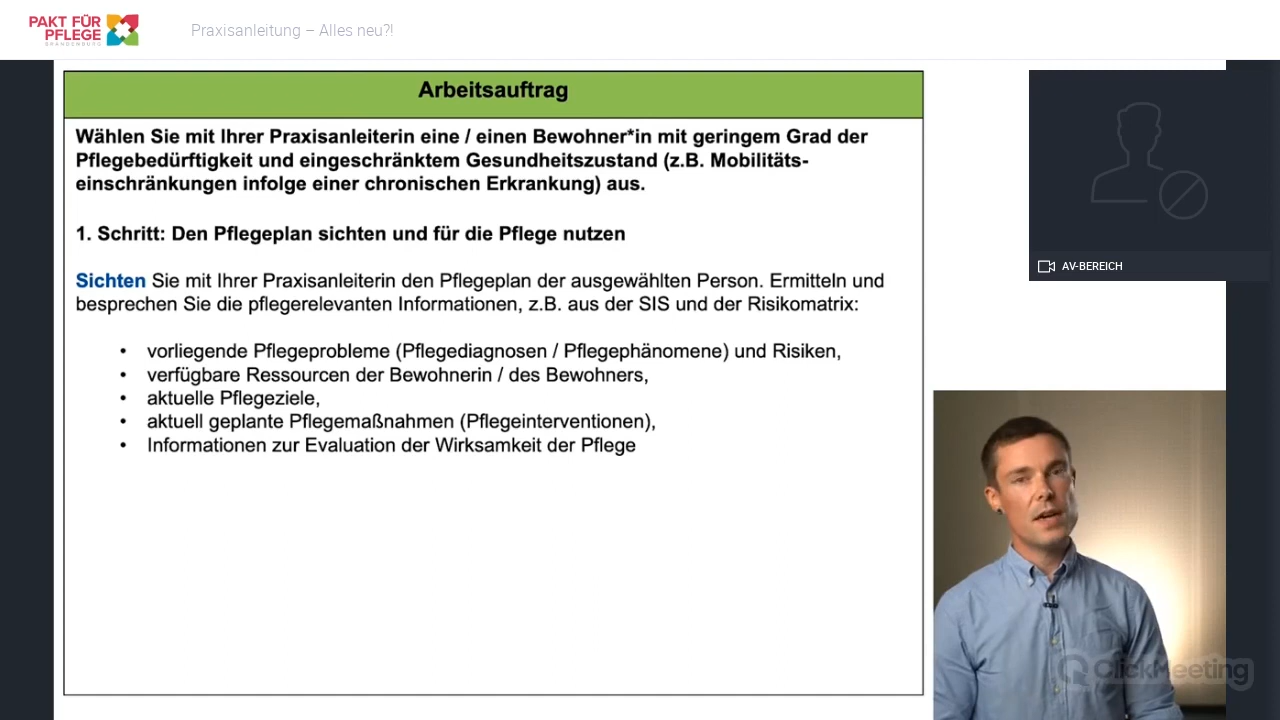 PAKT FÜR
PFLEGE
BRANDENBURG
Praxisanleitung – Alles neu?!
Arbeitsauftrag
Wählen Sie mit Ihrer Praxisanleiterin eine / einen Bewohner*in mit geringem Grad der
Pflegebedürftigkeit und eingeschränktem Gesundheitszustand (z.B. Mobilitäts-
einschränkungen infolge einer chronischen Erkrankung) aus.
1. Schritt: Den Pflegeplan sichten und für die Pflege nutzen
Sichten Sie mit Ihrer Praxisanleiterin den Pflegeplan der ausgewählten Person. Ermitteln und
besprechen Sie die pflegerelevanten Informationen, z.B. aus der SIS und der Risikomatrix:
• vorliegende Pflegeprobleme (Pflegediagnosen / Pflegephänomene) und Risiken,
• verfügbare Ressourcen der Bewohnerin / des Bewohners,
• aktuelle Pflegeziele,
• aktuell geplante Pflegemaßnahmen (Pflegeinterventionen),
• Informationen zur Evaluation der Wirksamkeit der Pflege
AV-BEREICH
ClickMeeting